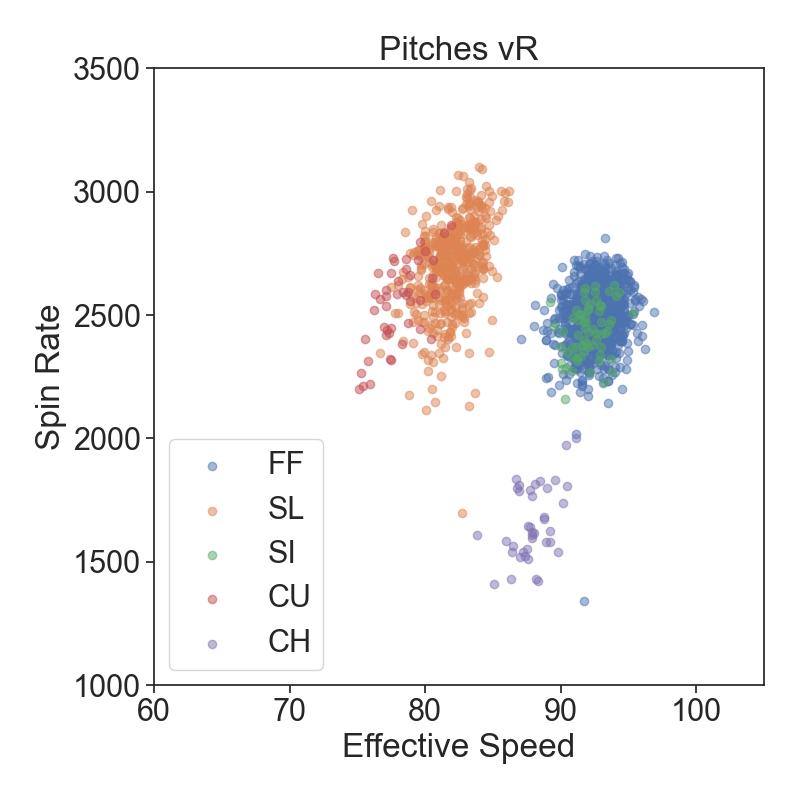 Pitches vR
3500
3000
2500
2000
1500
1000
Spin Rate
FF
SL
SI
CU
CH
60 70 80 90 100
Effective Speed